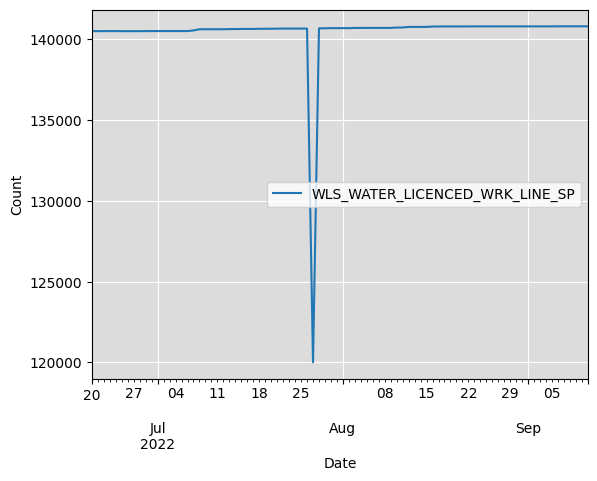 140000
135000
130000
125000
120000
Count
WLS_WATER_LICENCED_WRK_LINE_SP
20 27 04 11 18 25 08 15 22 29 05
Jul Aug Sep
2022
Date